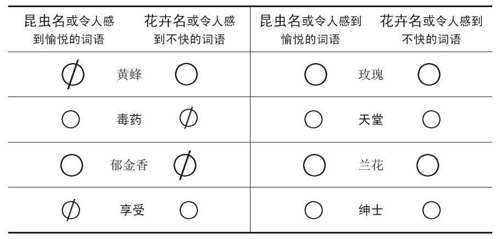 昆虫名或令人感 花卉名或令人感 昆虫名或令人感到 花卉名或令人感到
到愉悦的词语 到不快的词语 愉悦的词语 不快的词语
黄蜂 玫瑰
毒药 天堂
郁金香 兰花
享受 绅士